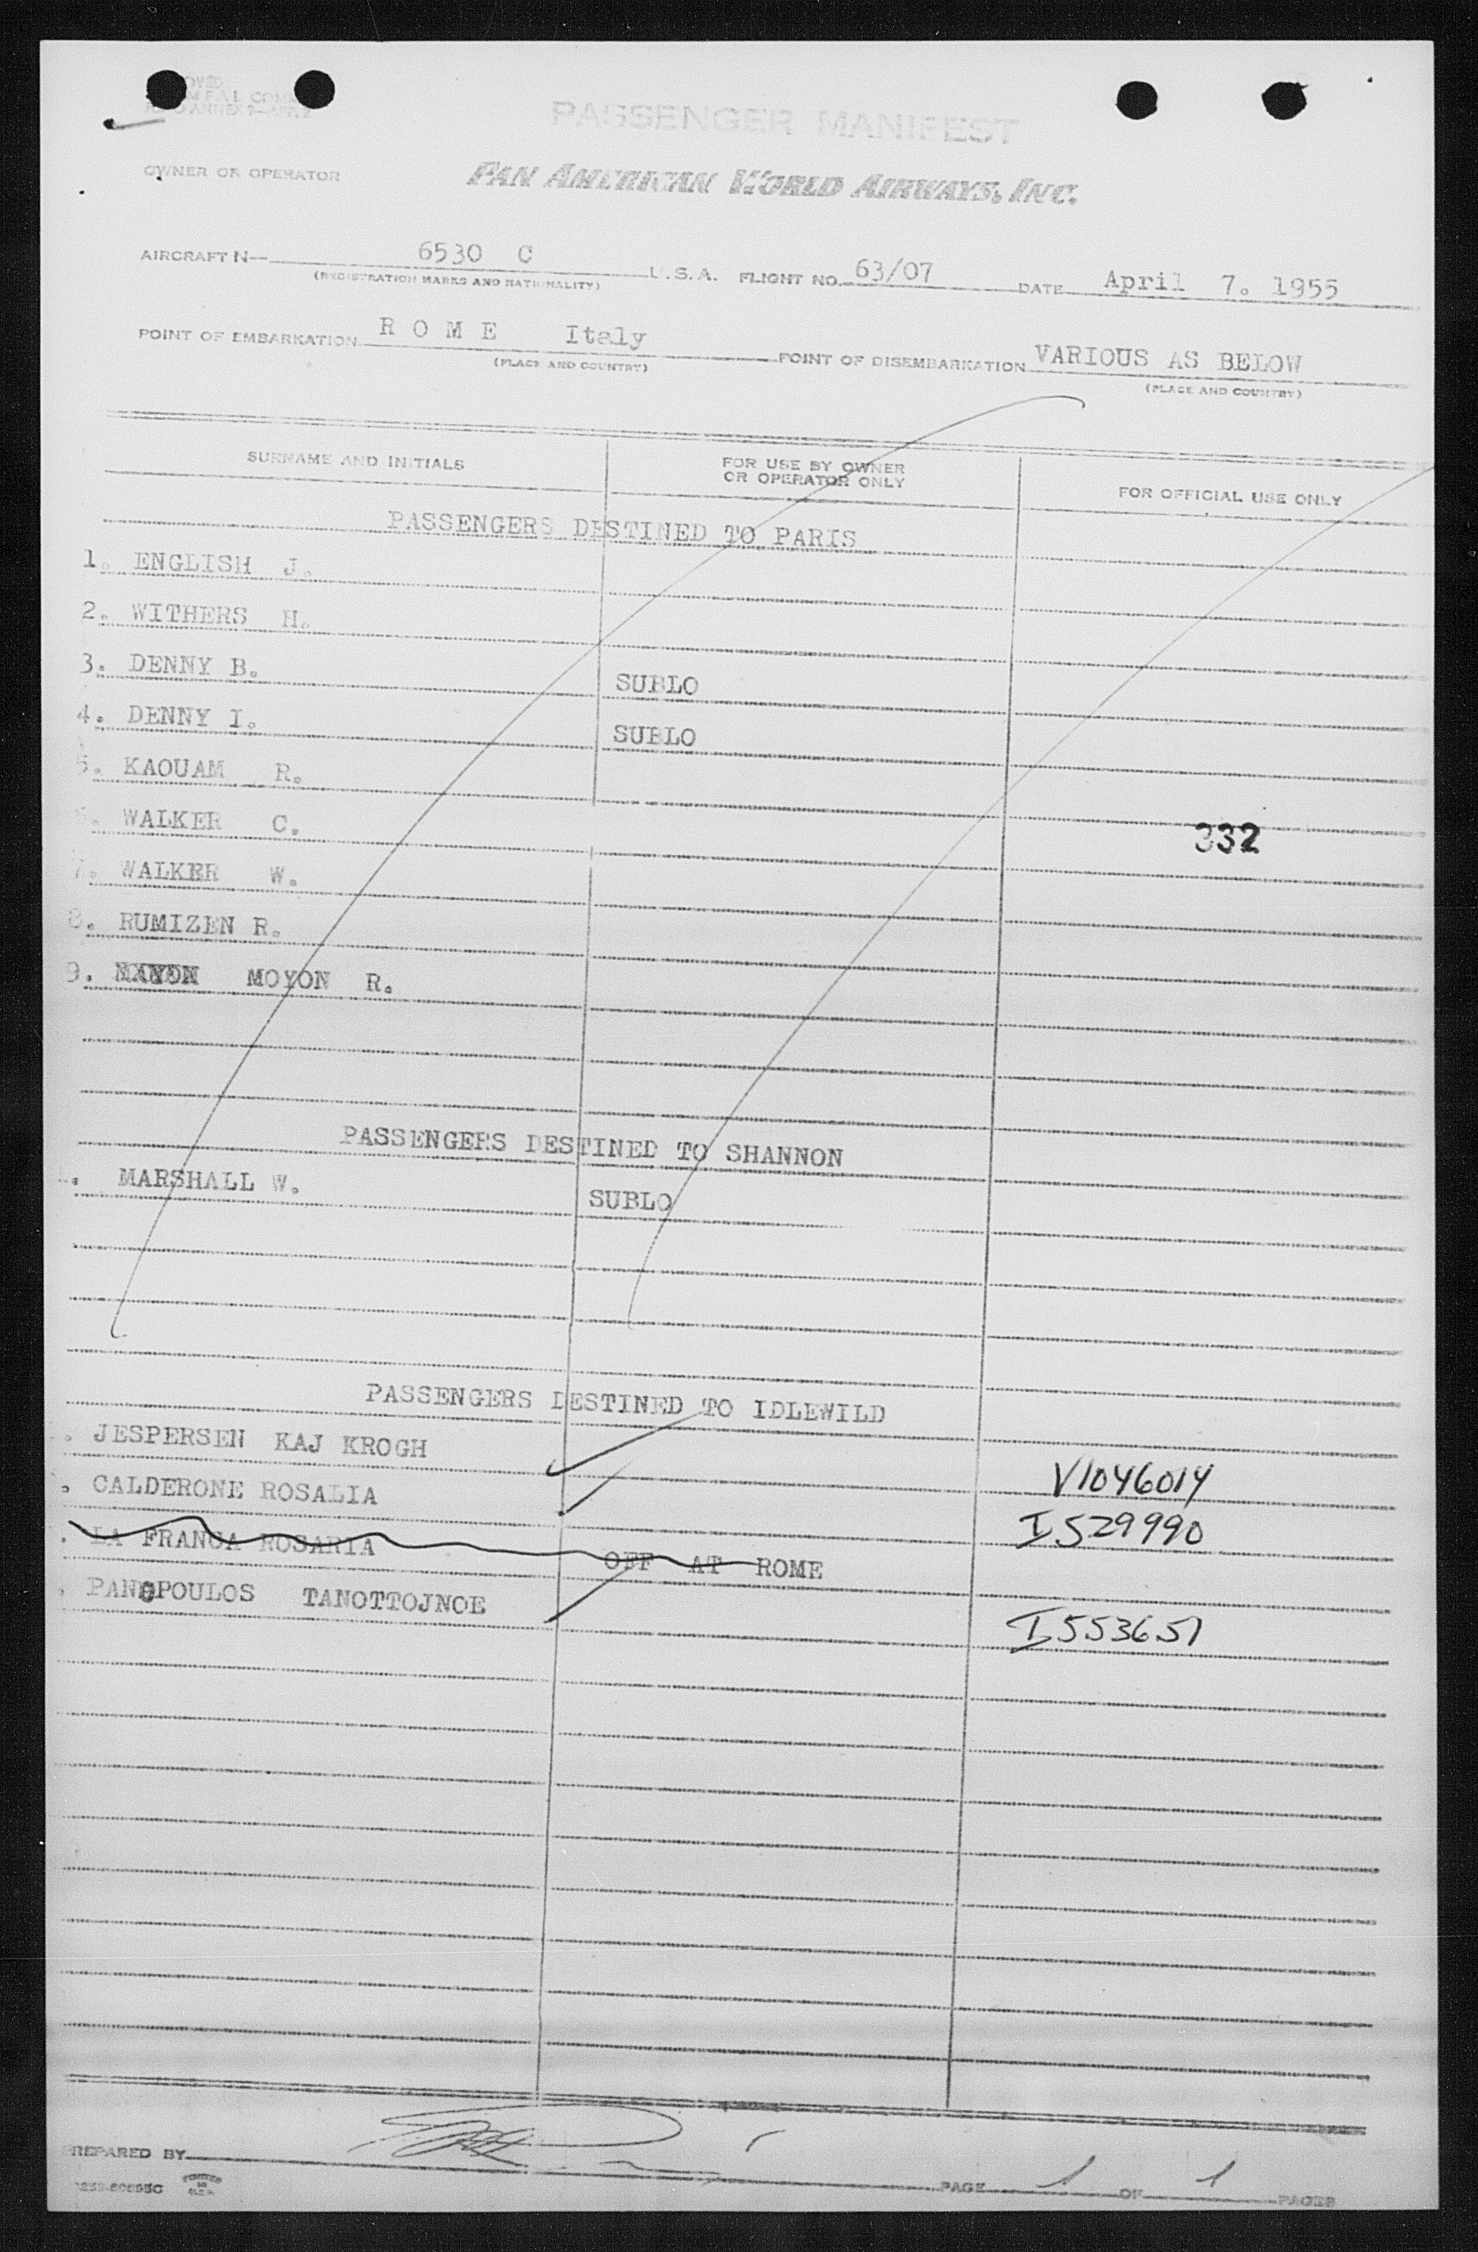 PASSENGER MANIFEST
OWNER OR OPERATOR PAN AMERICAN WORLD AIRWAYS, INC.
AIRCRAFT N— 6530 C U.S.A. FLIGHT NO. 63/07 DATE April 7. 1955
(REGISTRATION MARKS AND NATIONALITY)
POINT OF EMBARKATION ROME Italy POINT OF DISEMBARKATION VARIOUS AS BELOW
(PLACE AND COUNTRY) (PLACE AND COUNTRY)
SURNAME AND INITIALS FOR USE BY OWNER OR OPERATOR ONLY FOR OFFICIAL USE ONLY
PASSENGERS DESTINED TO PARIS
1. ENGLISH J.
2. WITHERS H.
3. DENNY B. SUBLO
4. DENNY I. SUBLO
5. KAOUAM R.
6. WALKER C. 332
7. WALKER W.
8. RUMIZEN R.
9. MOYON R.
PASSENGERS DESTINED TO SHANNON
. MARSHALL W. SUBLO
PASSENGERS DESTINED TO IDLEWILD
. JESPERSEN KAJ KROGH V1046014
. CALDERONE ROSALIA I529990
. LA FRANCA ROSARIA OFF AT ROME
. PANOPOULOS TANOTTOJNOE I553651
PREPARED BY
PAGE 1 OF 1 PAGES